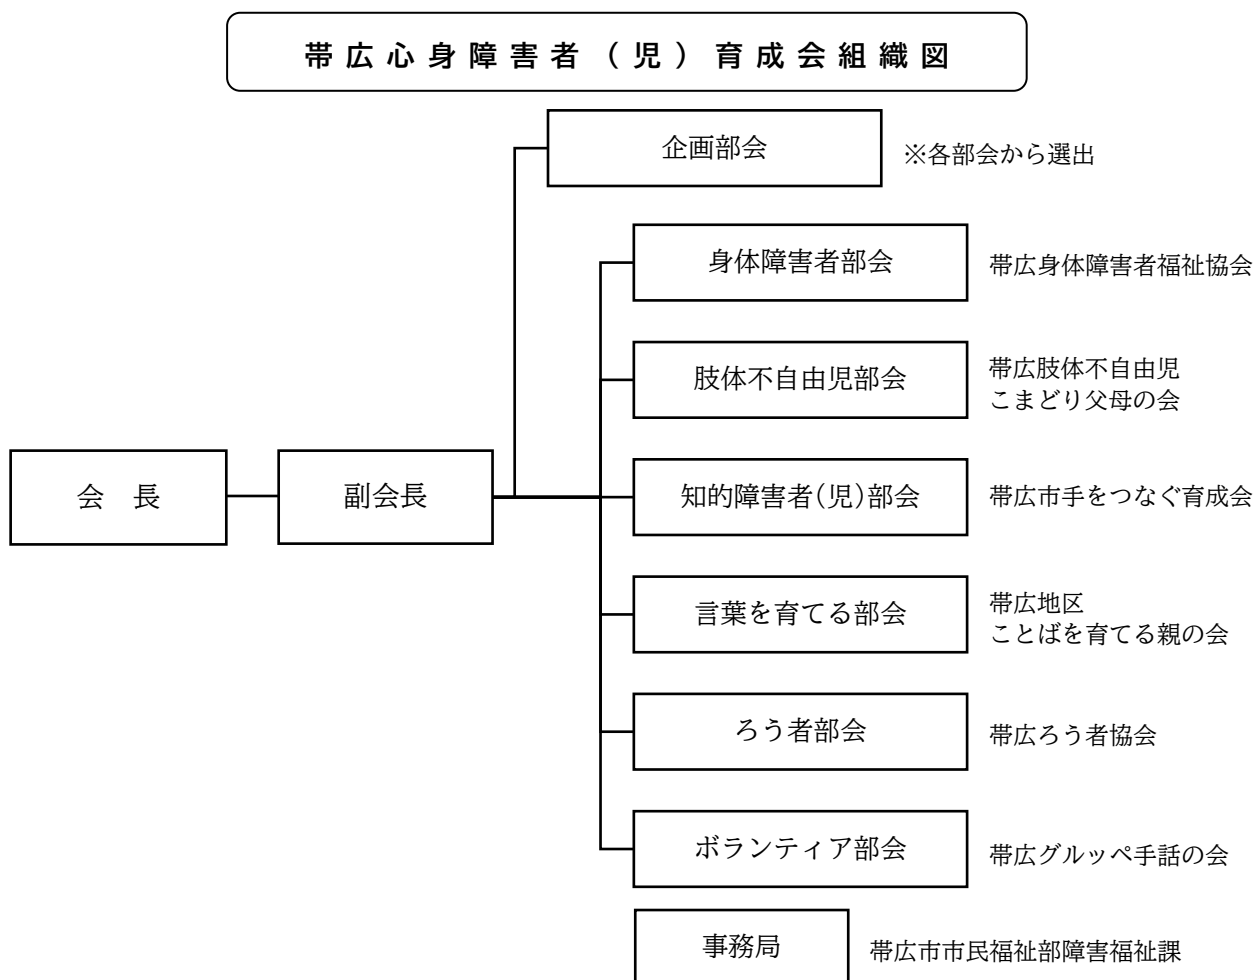 帯広心身障害者（児）育成会組織図
企画部会
※各部会から選出
身体障害者部会
帯広身体障害者福祉協会
肢体不自由児部会
帯広肢体不自由児
こまどり父母の会
会　長
副会長
知的障害者(児)部会
帯広市手をつなぐ育成会
言葉を育てる部会
帯広地区
ことばを育てる親の会
ろう者部会
帯広ろう者協会
ボランティア部会
帯広グルッペ手話の会
事務局
帯広市市民福祉部障害福祉課